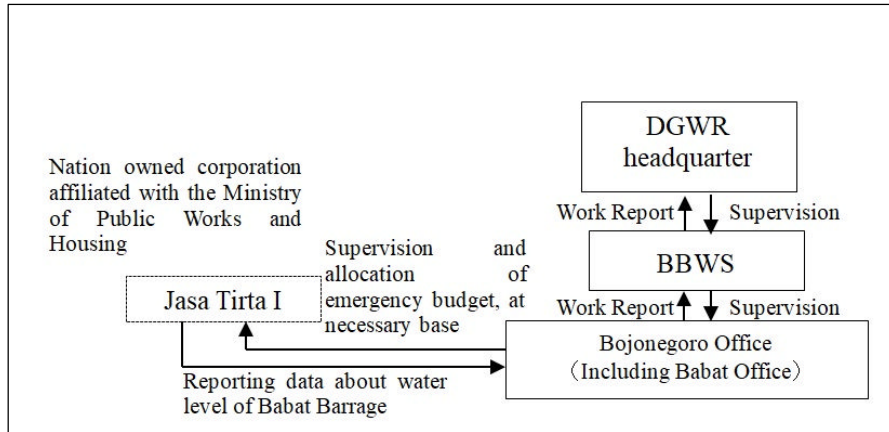 DGWR
headquarter
Nation owned corporation
affiliated with the Ministry
of Public Works and
Housing
Work Report
Supervision
Supervision and
allocation of
emergency budget, at
necessary base
BBWS
Jasa Tirta I
Work Report
Supervision
Bojonegoro Office
（Including Babat Office）
Reporting data about water
level of Babat Barrage